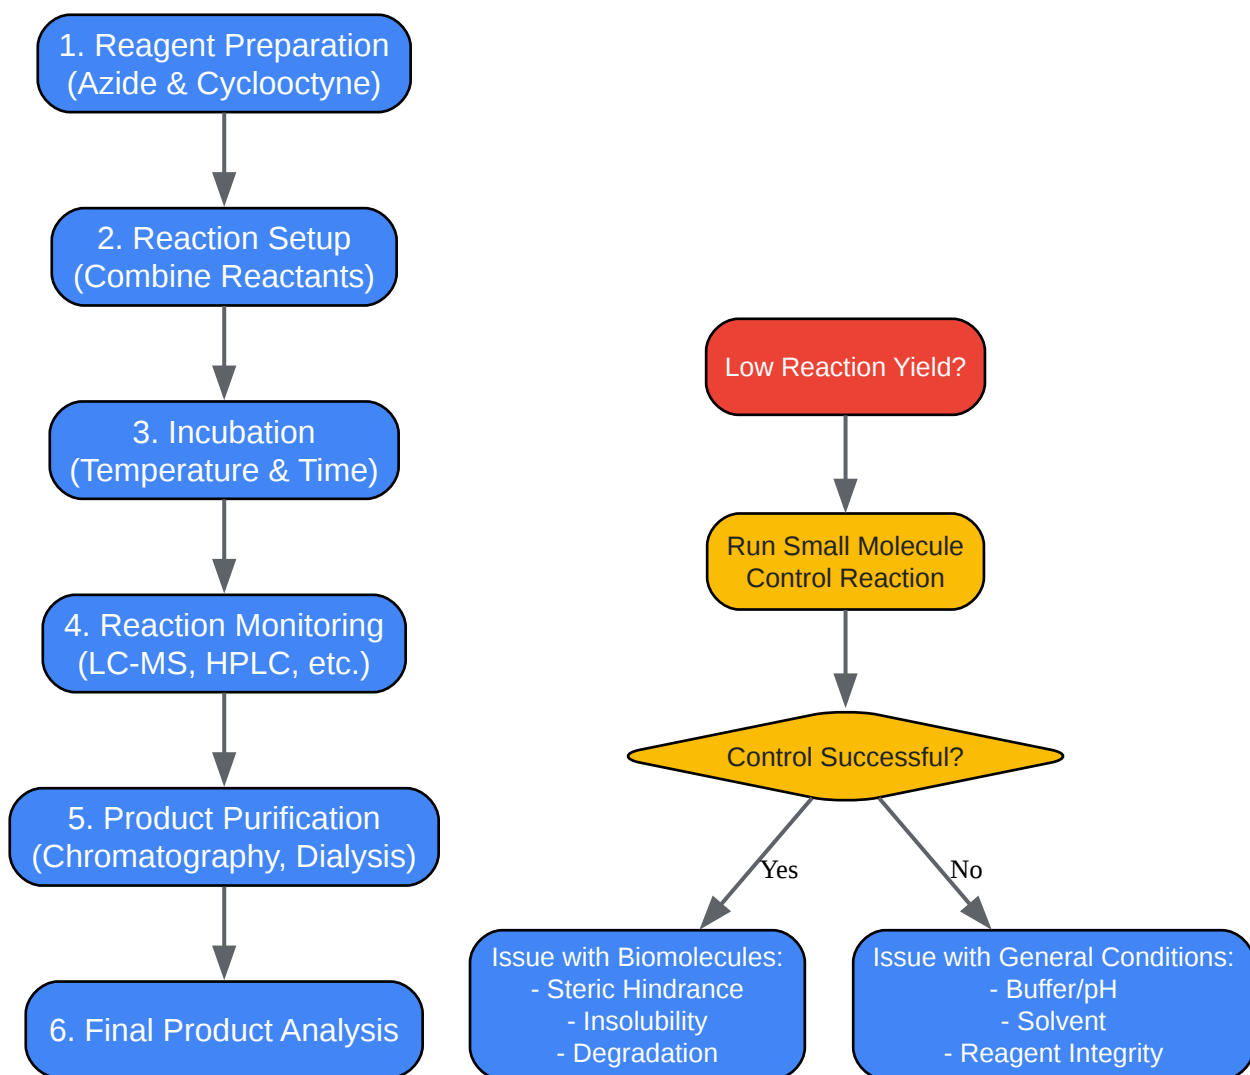 1. Reagent Preparation
(Azide & Cyclooctyne)
2. Reaction Setup
(Combine Reactants)
3. Incubation
(Temperature & Time)
4. Reaction Monitoring
(LC-MS, HPLC, etc.)
5. Product Purification
(Chromatography, Dialysis)
6. Final Product Analysis
Low Reaction Yield?
Run Small Molecule
Control Reaction
Control Successful?
Yes
No
Issue with Biomolecules:
- Steric Hindrance
- Insolubility
- Degradation
Issue with General Conditions:
- Buffer/pH
- Solvent
- Reagent Integrity